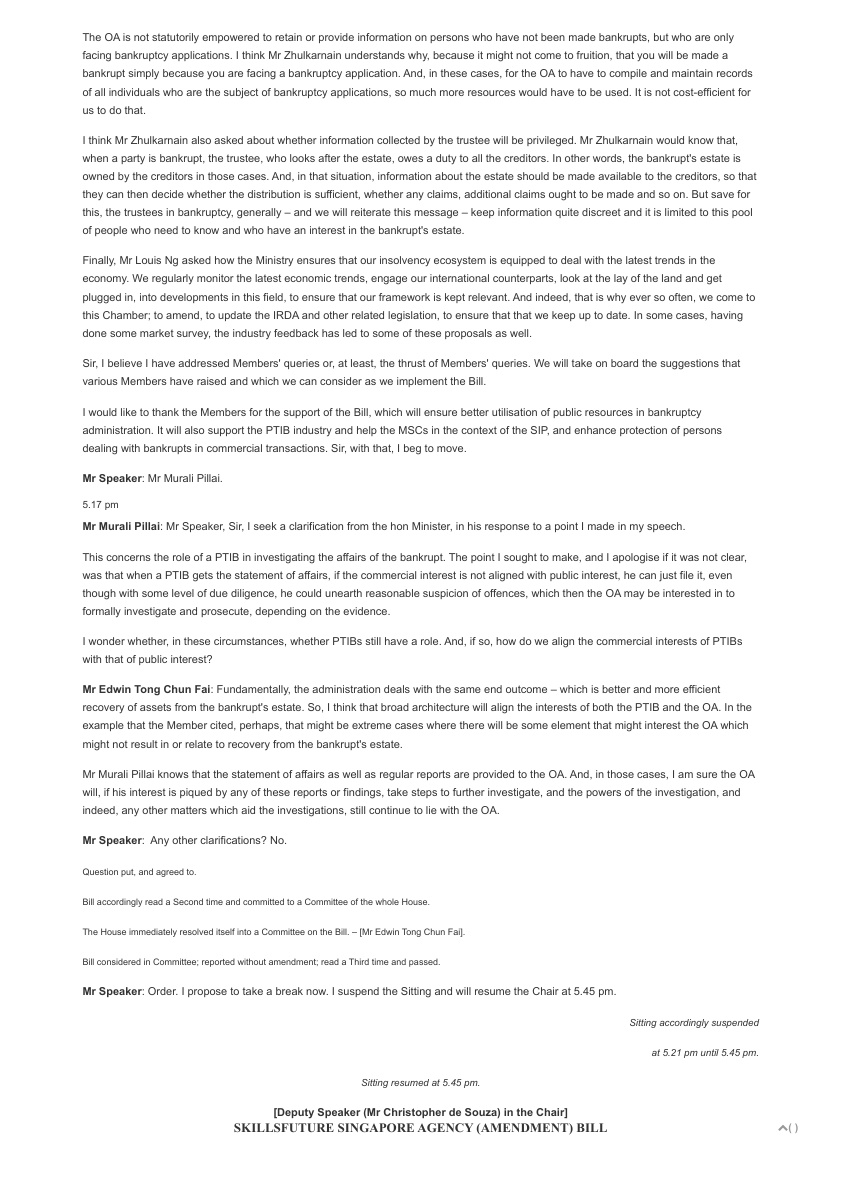 The OA is not statutorily empowered to retain or provide information on persons who have not been made bankrupts, but who are only
facing bankruptcy applications. I think Mr Zhulkarnain understands why, because it might not come to fruition, that you will be made a
bankrupt simply because you are facing a bankruptcy application. And, in these cases, for the OA to have to compile and maintain records
of all individuals who are the subject of bankruptcy applications, so much more resources would have to be used. It is not cost-efficient for
us to do that.
I think Mr Zhulkarnain also asked about whether information collected by the trustee will be privileged. Mr Zhulkarnain would know that,
when a party is bankrupt, the trustee, who looks after the estate, owes a duty to all the creditors. In other words, the bankrupt's estate is
owned by the creditors in those cases. And, in that situation, information about the estate should be made available to the creditors, so that
they can then decide whether the distribution is sufficient, whether any claims, additional claims ought to be made and so on. But save for
this, the trustees in bankruptcy, generally – and we will reiterate this message – keep information quite discreet and it is limited to this pool
of people who need to know and who have an interest in the bankrupt's estate.
Finally, Mr Louis Ng asked how the Ministry ensures that our insolvency ecosystem is equipped to deal with the latest trends in the
economy. We regularly monitor the latest economic trends, engage our international counterparts, look at the lay of the land and get
plugged in, into developments in this field, to ensure that our framework is kept relevant. And indeed, that is why ever so often, we come to
this Chamber; to amend, to update the IRDA and other related legislation, to ensure that that we keep up to date. In some cases, having
done some market survey, the industry feedback has led to some of these proposals as well.
Sir, I believe I have addressed Members' queries or, at least, the thrust of Members' queries. We will take on board the suggestions that
various Members have raised and which we can consider as we implement the Bill.
I would like to thank the Members for the support of the Bill, which will ensure better utilisation of public resources in bankruptcy
administration. It will also support the PTIB industry and help the MSCs in the context of the SIP, and enhance protection of persons
dealing with bankrupts in commercial transactions. Sir, with that, I beg to move.
Mr Speaker: Mr Murali Pillai.
5.17 pm
Mr Murali Pillai: Mr Speaker, Sir, I seek a clarification from the hon Minister, in his response to a point I made in my speech.
This concerns the role of a PTIB in investigating the affairs of the bankrupt. The point I sought to make, and I apologise if it was not clear,
was that when a PTIB gets the statement of affairs, if the commercial interest is not aligned with public interest, he can just file it, even
though with some level of due diligence, he could unearth reasonable suspicion of offences, which then the OA may be interested in to
formally investigate and prosecute, depending on the evidence.
I wonder whether, in these circumstances, whether PTIBs still have a role. And, if so, how do we align the commercial interests of PTIBs
with that of public interest?
Mr Edwin Tong Chun Fai: Fundamentally, the administration deals with the same end outcome – which is better and more efficient
recovery of assets from the bankrupt's estate. So, I think that broad architecture will align the interests of both the PTIB and the OA. In the
example that the Member cited, perhaps, that might be extreme cases where there will be some element that might interest the OA which
might not result in or relate to recovery from the bankrupt's estate.
Mr Murali Pillai knows that the statement of affairs as well as regular reports are provided to the OA. And, in those cases, I am sure the OA
will, if his interest is piqued by any of these reports or findings, take steps to further investigate, and the powers of the investigation, and
indeed, any other matters which aid the investigations, still continue to lie with the OA.
Mr Speaker:  Any other clarifications? No.
Question put, and agreed to.
Bill accordingly read a Second time and committed to a Committee of the whole House.
The House immediately resolved itself into a Committee on the Bill. – [Mr Edwin Tong Chun Fai].
Bill considered in Committee; reported without amendment; read a Third time and passed.
Mr Speaker: Order. I propose to take a break now. I suspend the Sitting and will resume the Chair at 5.45 pm.
Sitting accordingly suspended
at 5.21 pm until 5.45 pm.
Sitting resumed at 5.45 pm.
[Deputy Speaker (Mr Christopher de Souza) in the Chair]
SKILLSFUTURE SINGAPORE AGENCY (AMENDMENT) BILL
( )